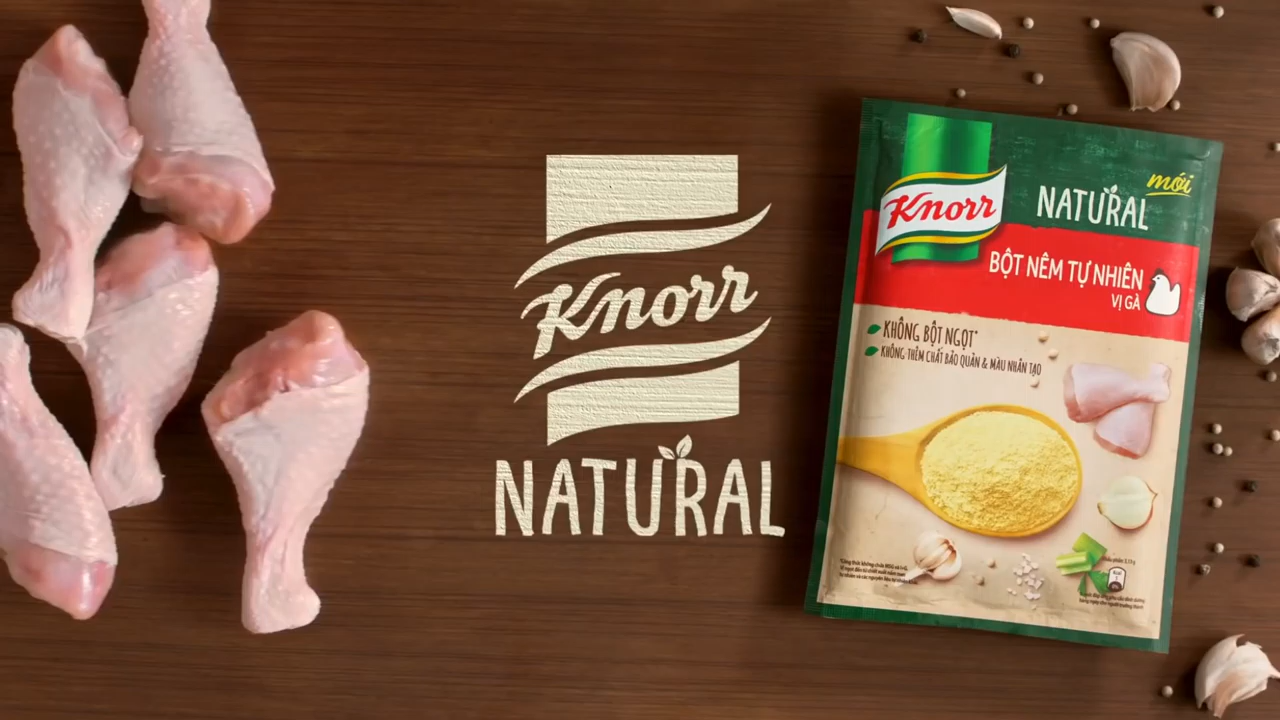 Knorr
NATURAL
Knorr
NATURAL
mới
BỘT NÊM TỰ NHIÊN
VỊ GÀ
KHÔNG BỘT NGỌT*
KHÔNG THÊM CHẤT BẢO QUẢN & MÀU NHÂN TẠO